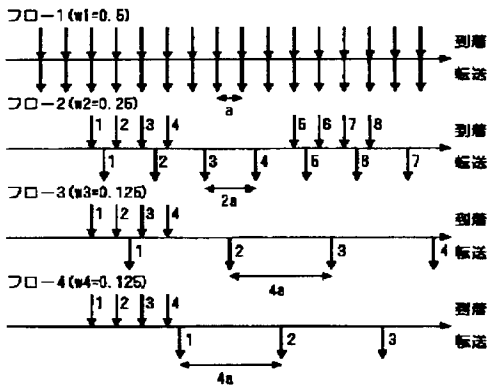 フロー1(w1=0.5)
到着
転送
a
フロー2(w2=0.25)
1 2 3 4 5 6 7 8
到着
転送
1 2 3 4 5 6 7
2a
フロー3(w3=0.125)
1 2 3 4
到着
転送
1 2 3 4
4a
フロー4(w4=0.125)
1 2 3 4
到着
転送
1 2 3
4a